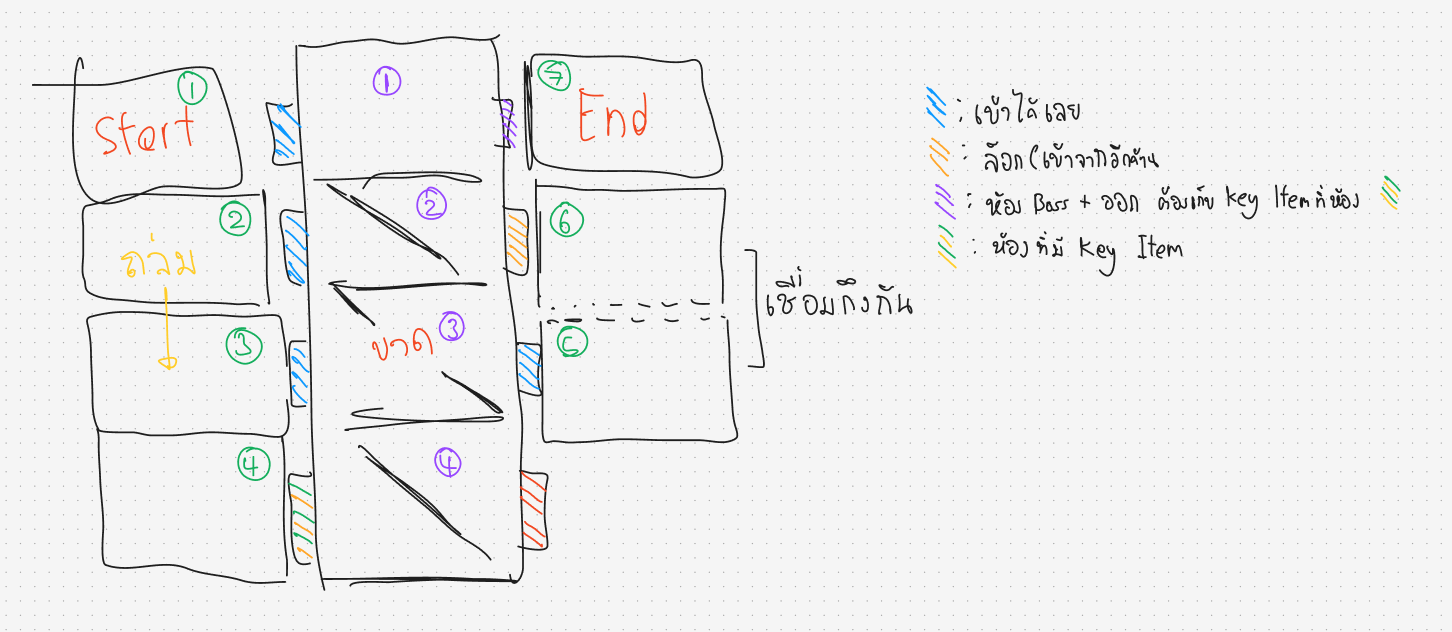 1
Start
1
7
End
2
ถล่ม
2
6
3
3
ขาด
5
4
4
เชื่อมถึงกัน
: เข้าได้เลย
: ล็อก (เข้าจากอีกด้าน
: ห้อง Boss + ออก ต้องเก็บ Key Item ที่ห้อง
: ห้องที่มี Key Item